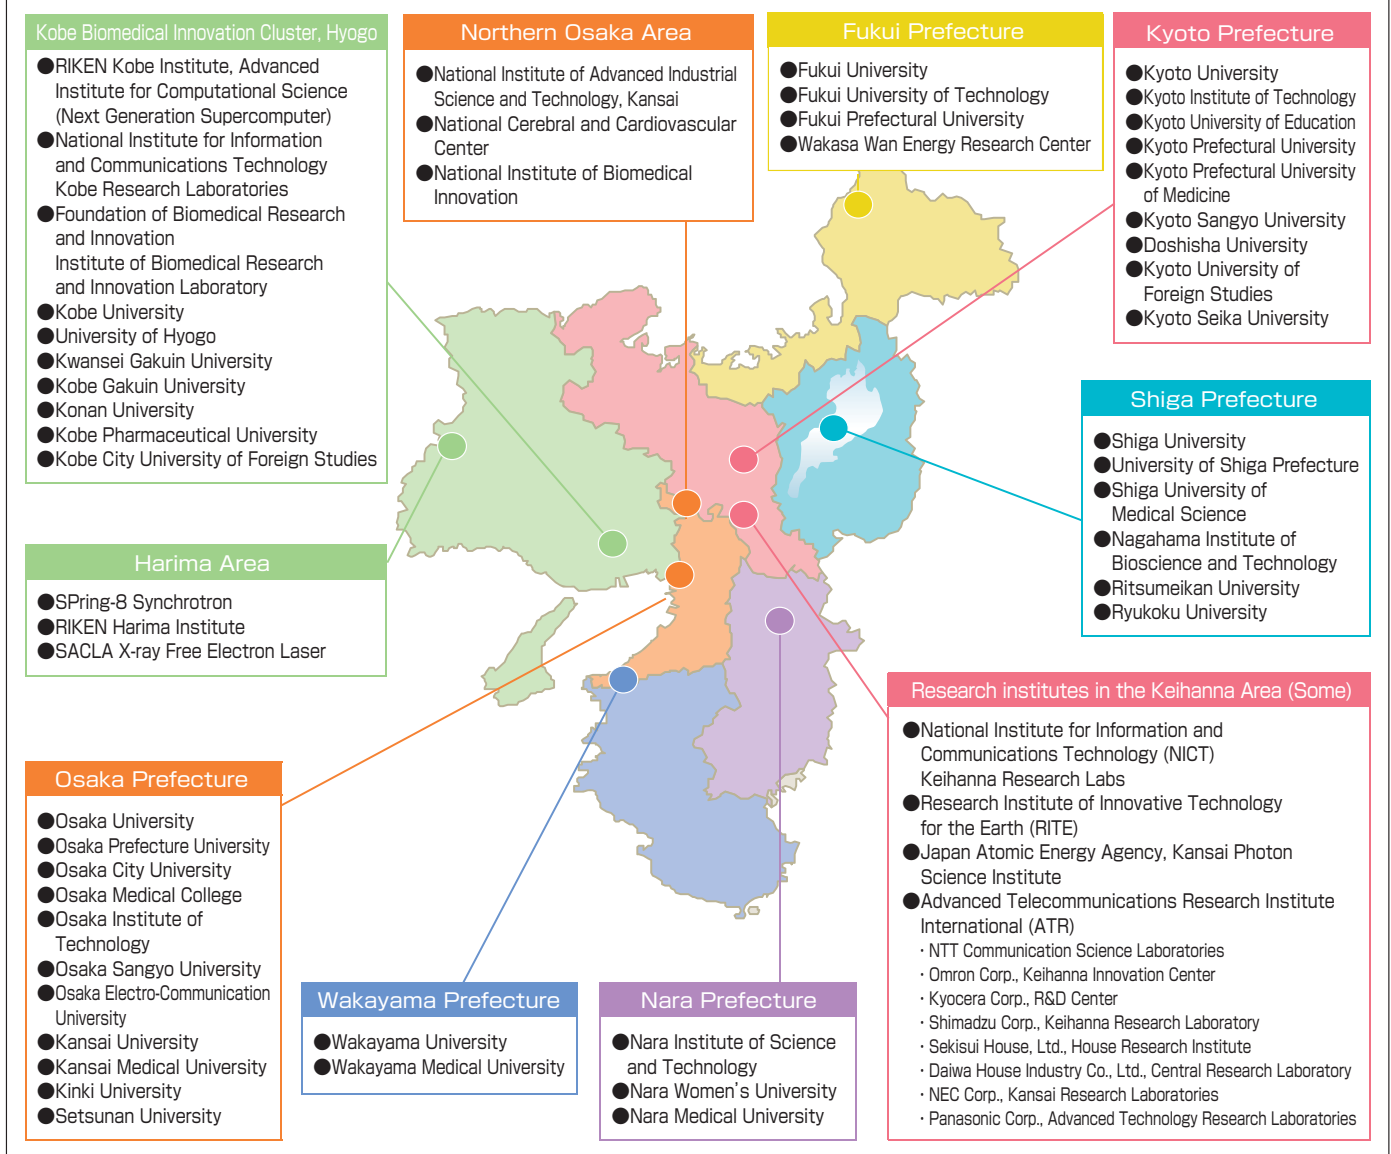 Kobe Biomedical Innovation Cluster, Hyogo
●RIKEN Kobe Institute, Advanced
Institute for Computational Science
(Next Generation Supercomputer)
●National Institute for Information
and Communications Technology
Kobe Research Laboratories
●Foundation of Biomedical Research
and Innovation
Institute of Biomedical Research
and Innovation Laboratory
●Kobe University
●University of Hyogo
●Kwansei Gakuin University
●Kobe Gakuin University
●Konan University
●Kobe Pharmaceutical University
●Kobe City University of Foreign Studies
Northern Osaka Area
●National Institute of Advanced Industrial
Science and Technology, Kansai
●National Cerebral and Cardiovascular
Center
●National Institute of Biomedical
Innovation
Fukui Prefecture
●Fukui University
●Fukui University of Technology
●Fukui Prefectural University
●Wakasa Wan Energy Research Center
Kyoto Prefecture
●Kyoto University
●Kyoto Institute of Technology
●Kyoto University of Education
●Kyoto Prefectural University
●Kyoto Prefectural University
of Medicine
●Kyoto Sangyo University
●Doshisha University
●Kyoto University of
Foreign Studies
●Kyoto Seika University
Shiga Prefecture
●Shiga University
●University of Shiga Prefecture
●Shiga University of
Medical Science
●Nagahama Institute of
Bioscience and Technology
●Ritsumeikan University
●Ryukoku University
Harima Area
●SPring-8 Synchrotron
●RIKEN Harima Institute
●SACLA X-ray Free Electron Laser
Research institutes in the Keihanna Area (Some)
●National Institute for Information and
Communications Technology (NICT)
Keihanna Research Labs
●Research Institute of Innovative Technology
for the Earth (RITE)
●Japan Atomic Energy Agency, Kansai Photon
Science Institute
●Advanced Telecommunications Research Institute
International (ATR)
・NTT Communication Science Laboratories
・Omron Corp., Keihanna Innovation Center
・Kyocera Corp., R&D Center
・Shimadzu Corp., Keihanna Research Laboratory
・Sekisui House, Ltd., House Research Institute
・Daiwa House Industry Co., Ltd., Central Research Laboratory
・NEC Corp., Kansai Research Laboratories
・Panasonic Corp., Advanced Technology Research Laboratories
Osaka Prefecture
●Osaka University
●Osaka Prefecture University
●Osaka City University
●Osaka Medical College
●Osaka Institute of
Technology
●Osaka Sangyo University
●Osaka Electro-Communication
University
●Kansai University
●Kansai Medical University
●Kinki University
●Setsunan University
Wakayama Prefecture
●Wakayama University
●Wakayama Medical University
Nara Prefecture
●Nara Institute of Science
and Technology
●Nara Women's University
●Nara Medical University